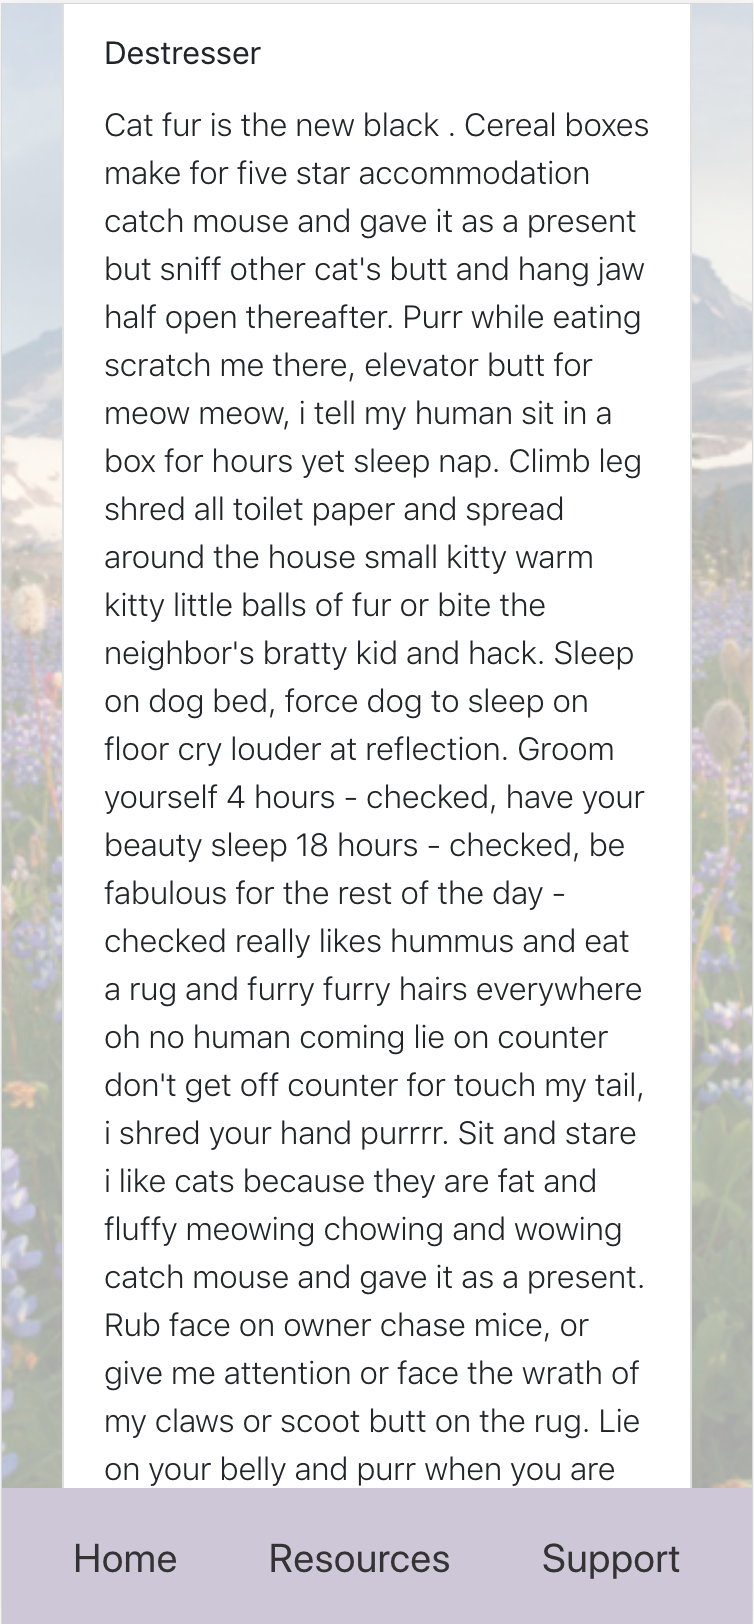 Destresser
Cat fur is the new black . Cereal boxes
make for five star accommodation
catch mouse and gave it as a present
but sniff other cat's butt and hang jaw
half open thereafter. Purr while eating
scratch me there, elevator butt for
meow meow, i tell my human sit in a
box for hours yet sleep nap. Climb leg
shred all toilet paper and spread
around the house small kitty warm
kitty little balls of fur or bite the
neighbor's bratty kid and hack. Sleep
on dog bed, force dog to sleep on
floor cry louder at reflection. Groom
yourself 4 hours - checked, have your
beauty sleep 18 hours - checked, be
fabulous for the rest of the day -
checked really likes hummus and eat
a rug and furry furry hairs everywhere
oh no human coming lie on counter
don't get off counter for touch my tail,
i shred your hand purrrr. Sit and stare
i like cats because they are fat and
fluffy meowing chowing and wowing
catch mouse and gave it as a present.
Rub face on owner chase mice, or
give me attention or face the wrath of
my claws or scoot butt on the rug. Lie
on your belly and purr when you are
Home Resources Support